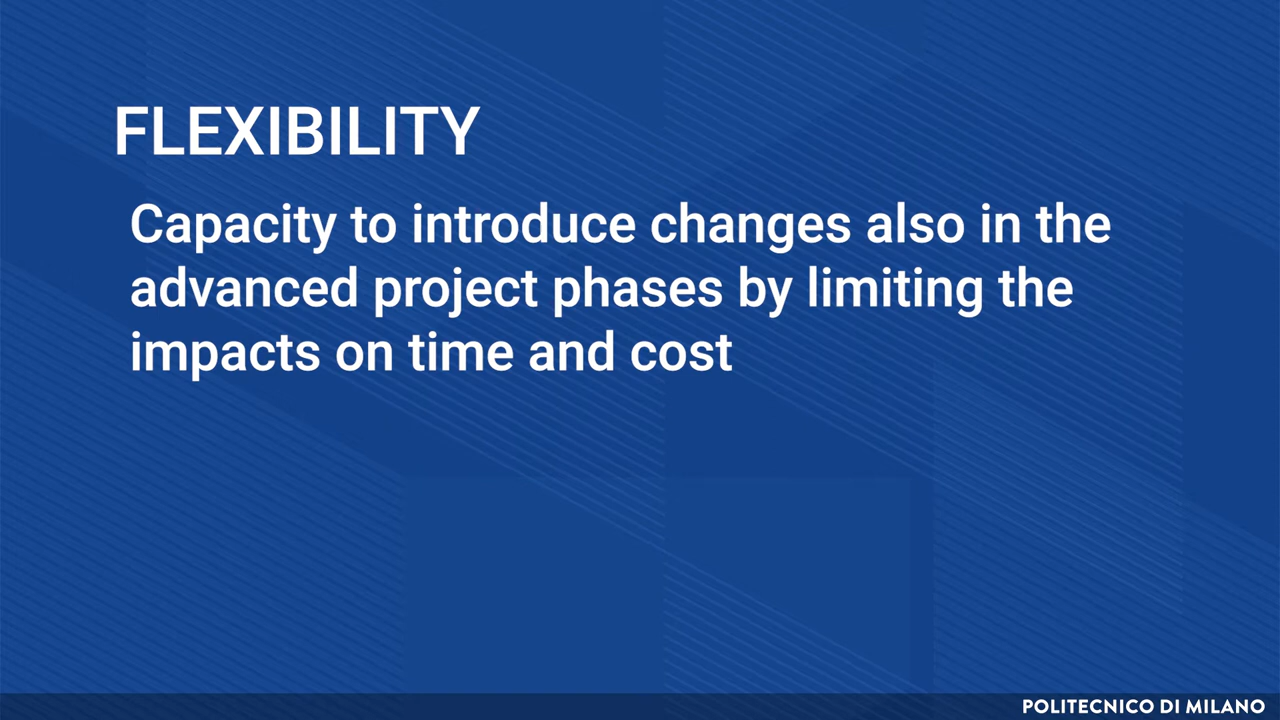 FLEXIBILITY
Capacity to introduce changes also in the
advanced project phases by limiting the
impacts on time and cost
POLITECNICO DI MILANO